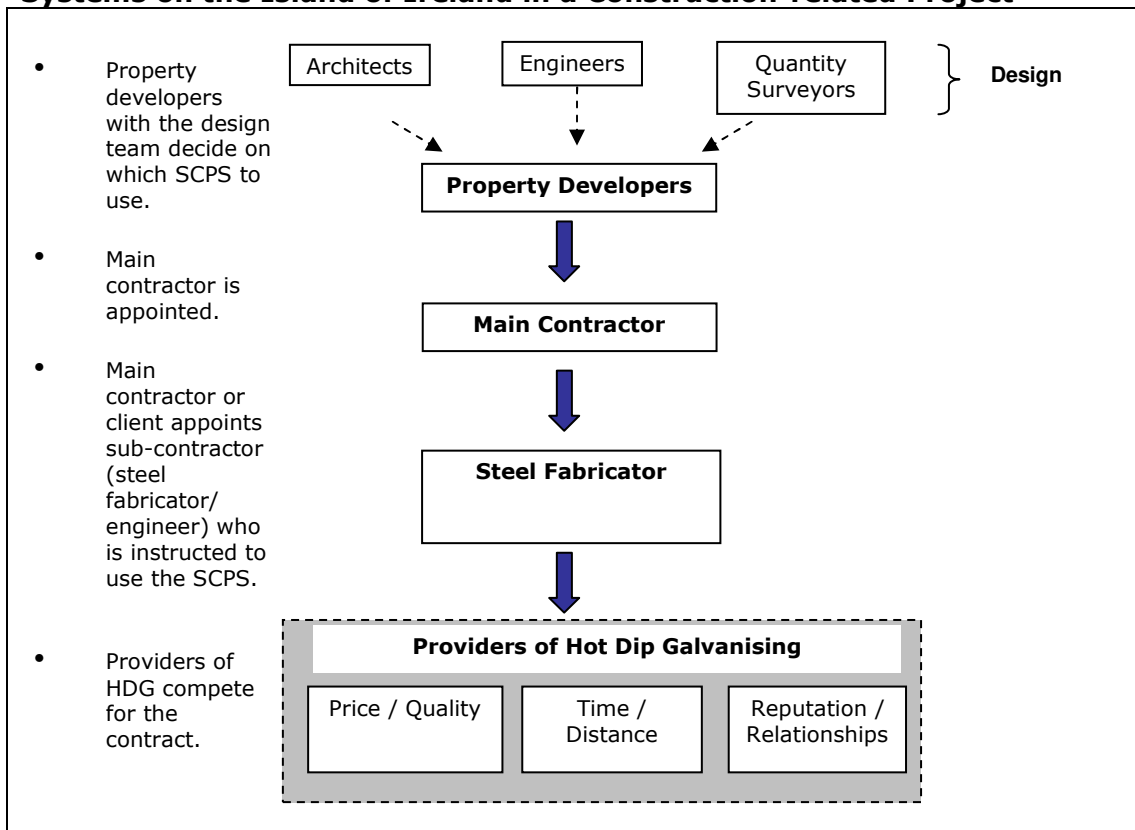 Systems on the Island of Ireland in a Construction-related Project
• Property
developers
with the design
team decide on
which SCPS to
use.
• Main
contractor is
appointed.
• Main
contractor or
client appoints
sub-contractor
(steel
fabricator/
engineer) who
is instructed to
use the SCPS.
• Providers of
HDG compete
for the
contract.
Architects
Engineers
Quantity
Surveyors
Design
Property Developers
Main Contractor
Steel Fabricator
Providers of Hot Dip Galvanising
Price / Quality
Time /
Distance
Reputation /
Relationships